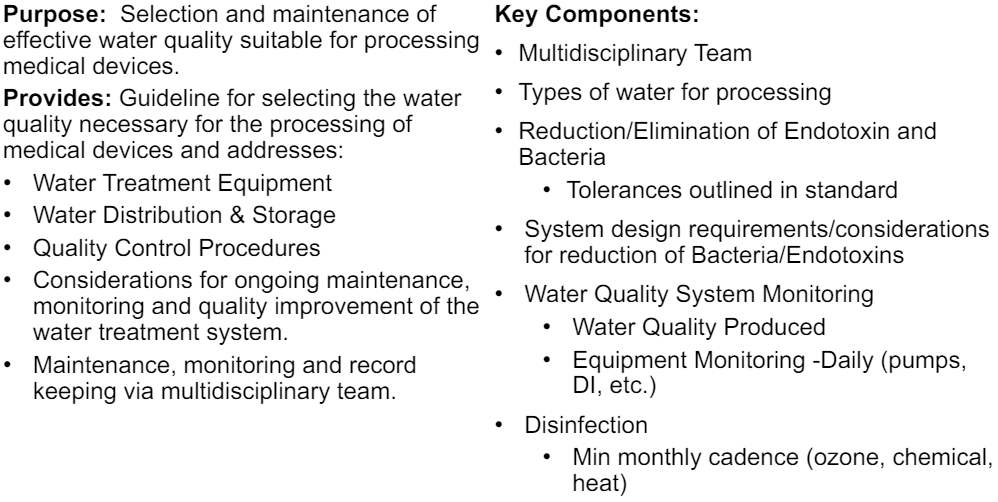 Purpose:  Selection and maintenance of
effective water quality suitable for processing
medical devices.
Provides: Guideline for selecting the water
quality necessary for the processing of
medical devices and addresses:
• Water Treatment Equipment
• Water Distribution & Storage
• Quality Control Procedures
• Considerations for ongoing maintenance,
monitoring and quality improvement of the
water treatment system.
• Maintenance, monitoring and record
keeping via multidisciplinary team.
Key Components:
• Multidisciplinary Team
• Types of water for processing
• Reduction/Elimination of Endotoxin and
Bacteria
• Tolerances outlined in standard
• System design requirements/considerations
for reduction of Bacteria/Endotoxins
• Water Quality System Monitoring
• Water Quality Produced
• Equipment Monitoring -Daily (pumps,
DI, etc.)
• Disinfection
• Min monthly cadence (ozone, chemical,
heat)